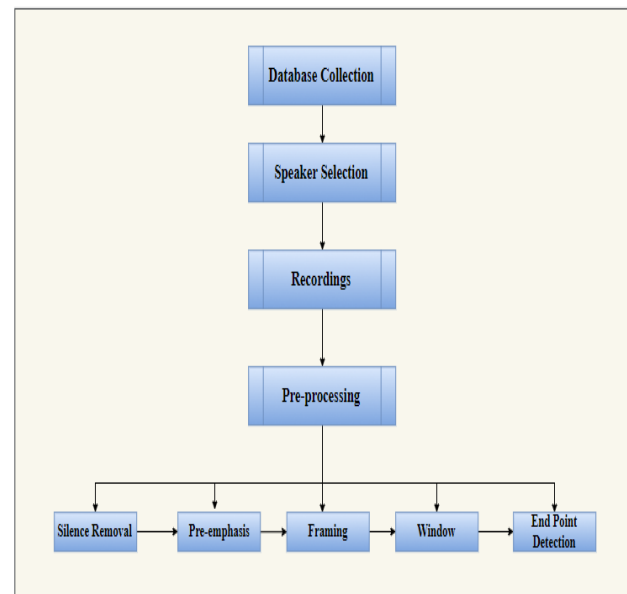 Database Collection
Speaker Selection
Recordings
Pre-processing
Silence Removal
Pre-emphasis
Framing
Window
End Point
Detection